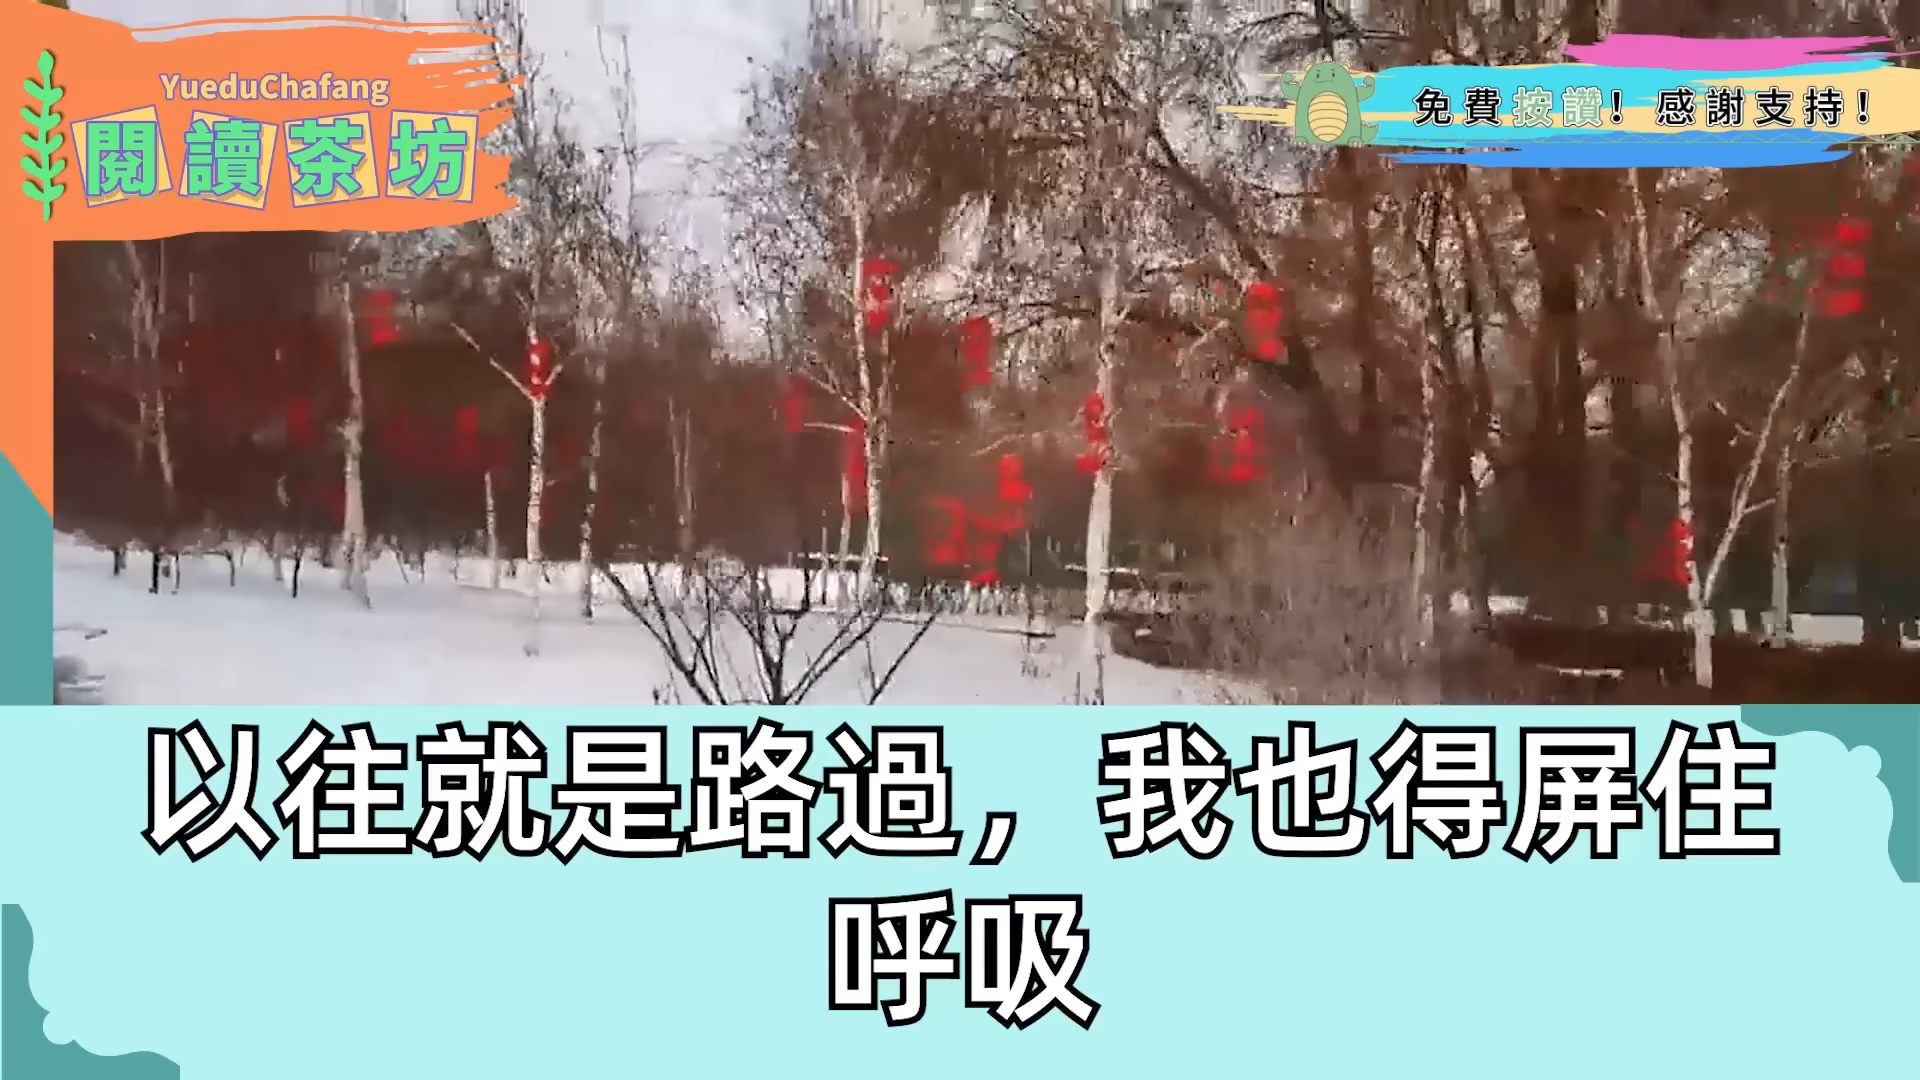 YueduChafang
閱讀茶坊
免費按讚！感謝支持！
以往就是路過，我也得屏住
呼吸